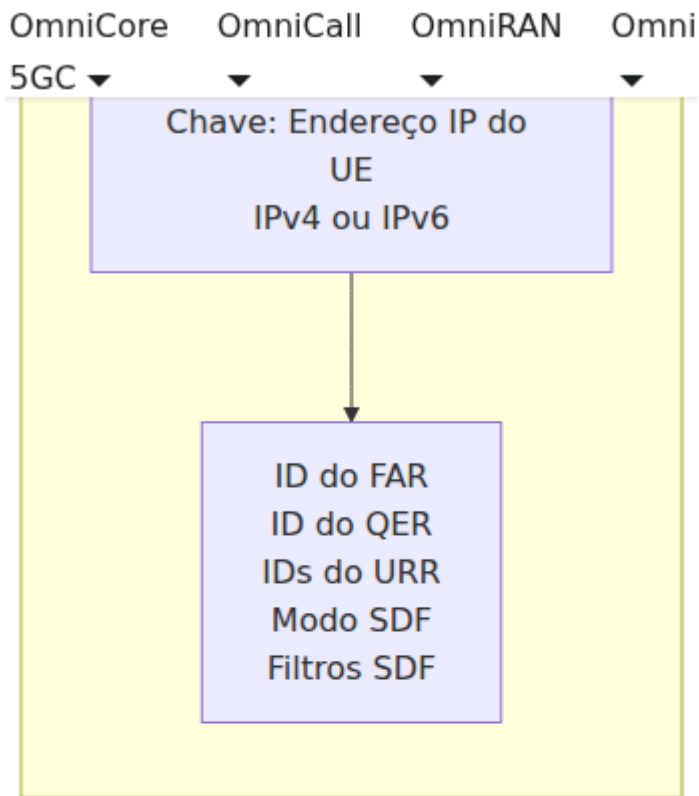 OmniCore OmniCall OmniRAN Omni
5GC
Chave: Endereço IP do
UE
IPv4 ou IPv6
ID do FAR
ID do QER
IDs do URR
Modo SDF
Filtros SDF